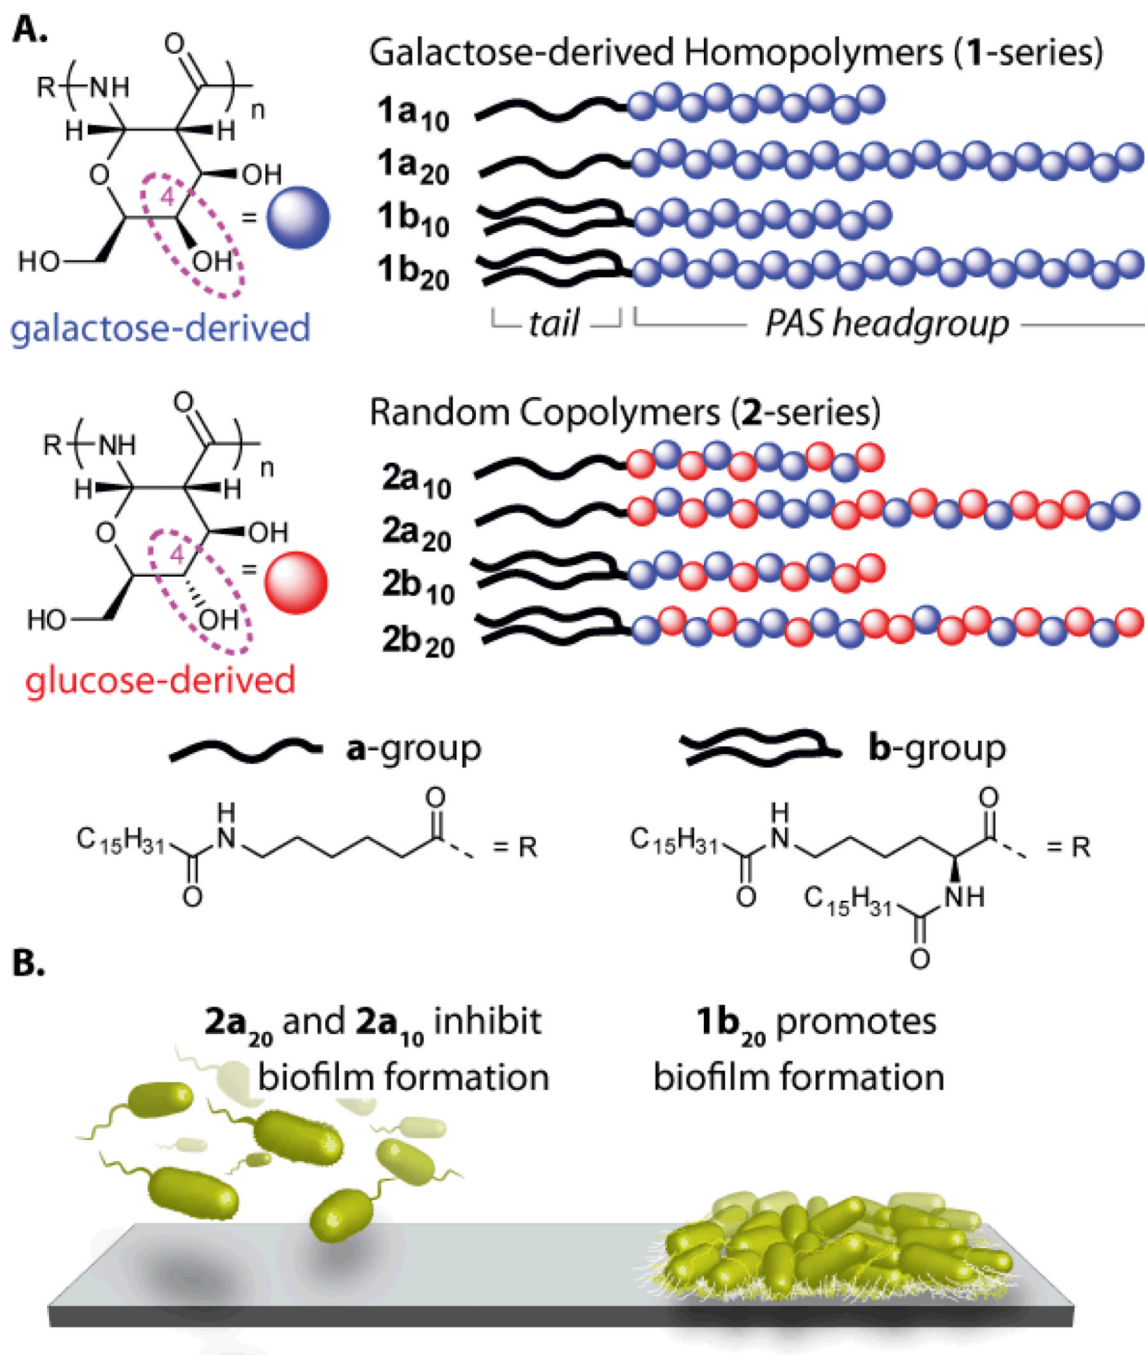 A.
Galactose-derived Homopolymers (1-series)
R NH O n
H H
O OH
4
=
HO OH
galactose-derived
1a10
1a20
1b10
1b20
tail PAS headgroup
Random Copolymers (2-series)
R NH O n
H H
O OH
4
=
HO OH
glucose-derived
2a10
2a20
2b10
2b20
a-group
b-group
C15H31 O H N O = R
C15H31 O H N O = R
C15H31 O NH
B.
2a20 and 2a10 inhibit
biofilm formation
1b20 promotes
biofilm formation